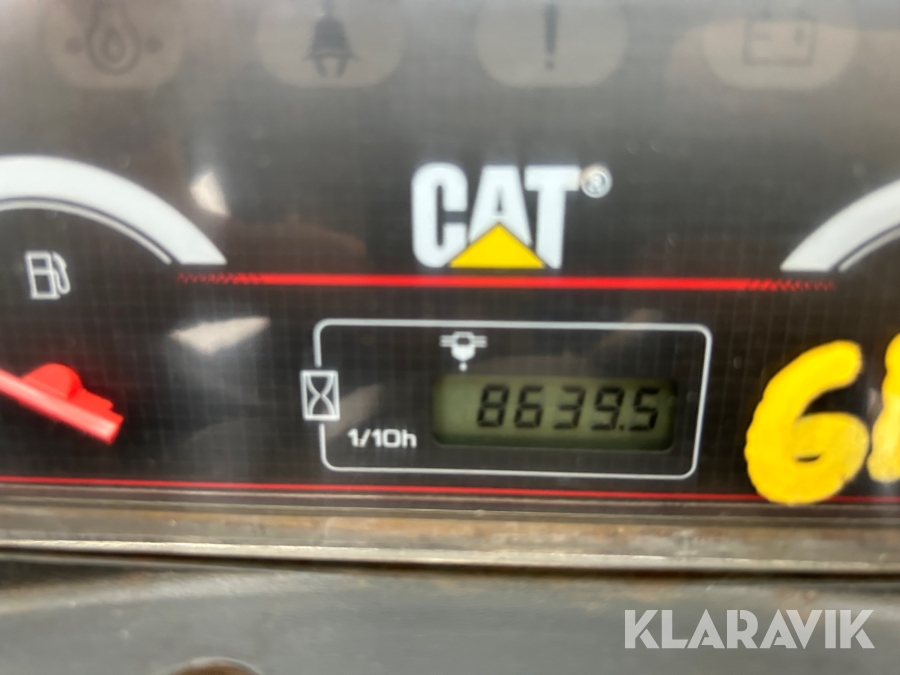 CAT®
8639.5
1/10h
KLARAVIK